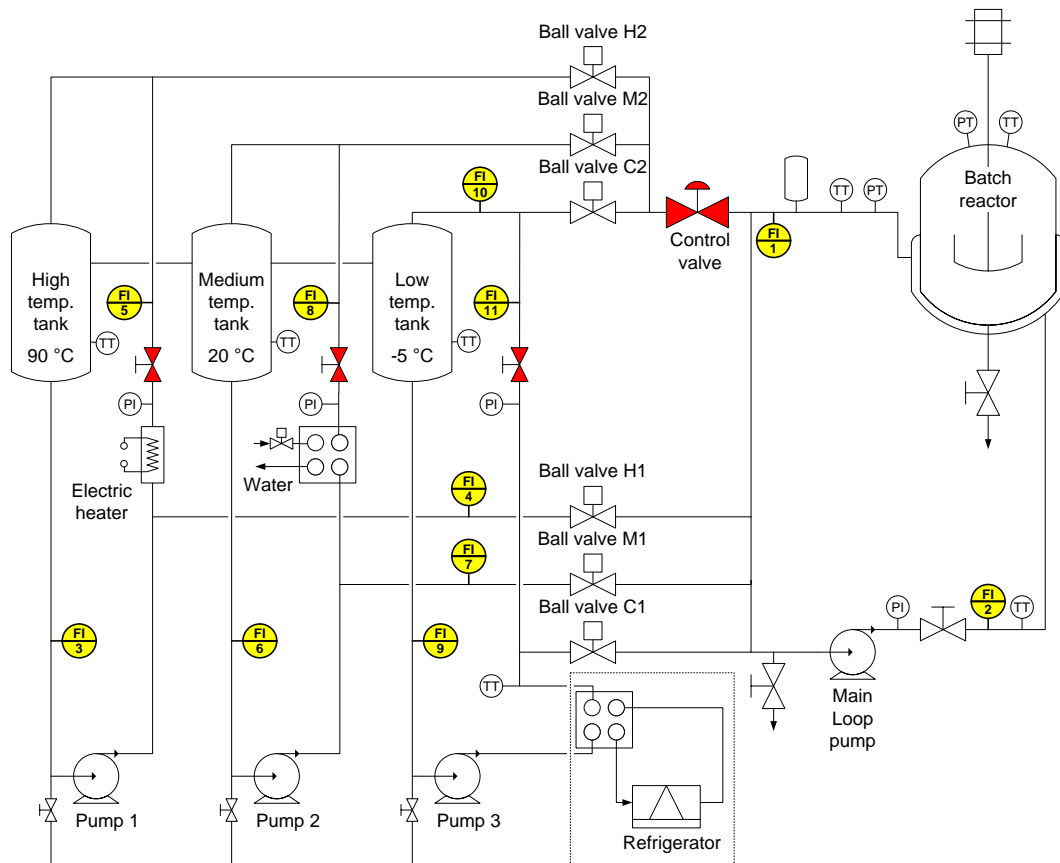 Ball valve H2
Ball valve M2
PT
TT
FI
10
Ball valve C2
Batch
reactor
TT
PT
Control
valve
FI
1
High
temp.
tank
90 °C
TT
FI
5
Medium
temp.
tank
20 °C
TT
FI
8
Low
temp.
tank
-5 °C
TT
FI
11
PI
PI
PI
Electric
heater
Water
FI
4
Ball valve H1
FI
7
Ball valve M1
Ball valve C1
FI
3
FI
6
FI
9
PI
FI
2
TT
TT
Main
Loop
pump
Pump 1
Pump 2
Pump 3
Refrigerator